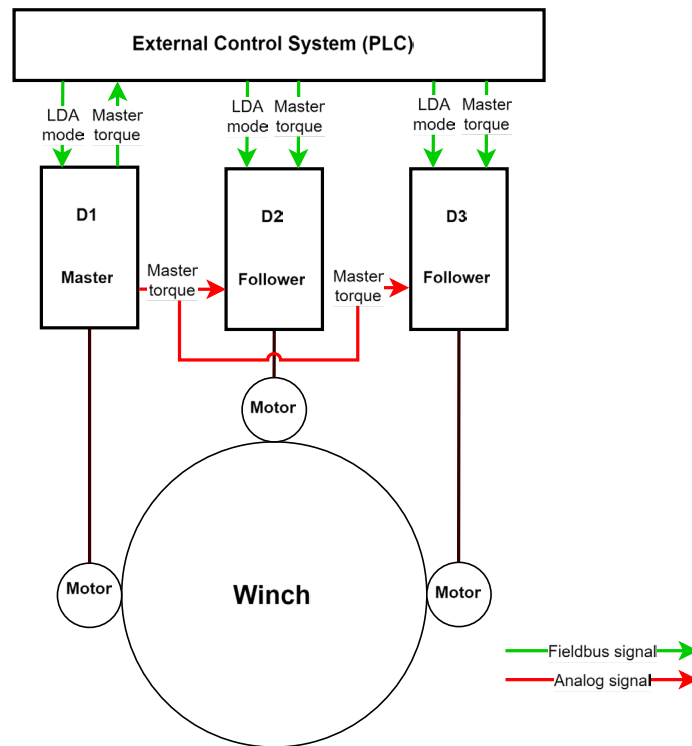 External Control System (PLC)
LDA
mode
Master
torque
LDA
mode
Master
torque
LDA
mode
Master
torque
D1
Master
D2
Follower
D3
Follower
Master
torque
Master
torque
Motor
Motor
Winch
Motor
Fieldbus signal
Analog signal